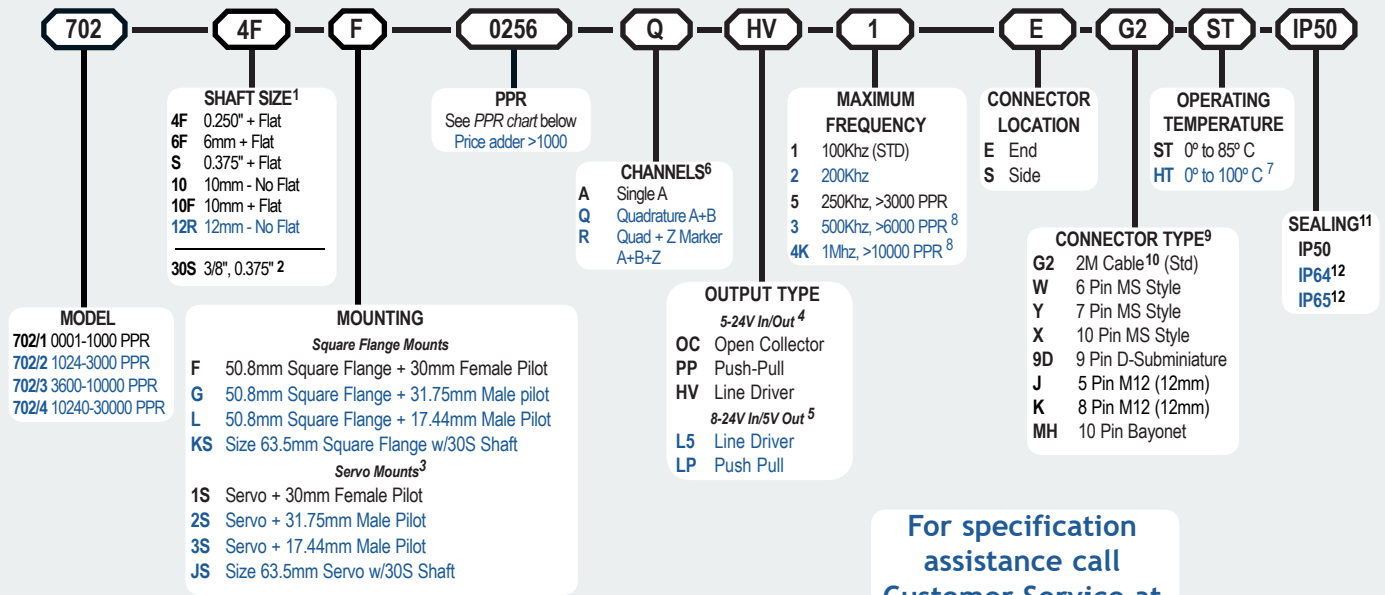 702 4F F 0256 Q HV 1 E G2 ST IP50
SHAFT SIZE1
4F 0.250" + Flat
6F 6mm + Flat
S 0.375" + Flat
10 10mm - No Flat
10F 10mm + Flat
12R 12mm - No Flat
30S 3/8", 0.375" 2
PPR
See PPR chart below
Price adder >1000
MAXIMUM
FREQUENCY
1 100Khz (STD)
2 200Khz
5 250Khz, >3000 PPR
3 500Khz, >6000 PPR 8
4K 1Mhz, >10000 PPR 8
CONNECTOR
LOCATION
E End
S Side
OPERATING
TEMPERATURE
ST 0º to 85º C
HT 0º to 100º C 7
CHANNELS6
A Single A
Q Quadrature A+B
R Quad + Z Marker
A+B+Z
SEALING11
IP50
IP6412
IP6512
CONNECTOR TYPE9
G2 2M Cable10 (Std)
W 6 Pin MS Style
Y 7 Pin MS Style
X 10 Pin MS Style
9D 9 Pin D-Subminiature
J 5 Pin M12 (12mm)
K 8 Pin M12 (12mm)
MH 10 Pin Bayonet
OUTPUT TYPE
5-24V In/Out 4
OC Open Collector
PP Push-Pull
HV Line Driver
8-24V In/5V Out 5
L5 Line Driver
LP Push Pull
MODEL
702/1 0001-1000 PPR
702/2 1024-3000 PPR
702/3 3600-10000 PPR
702/4 10240-30000 PPR
MOUNTING
Square Flange Mounts
F 50.8mm Square Flange + 30mm Female Pilot
G 50.8mm Square Flange + 31.75mm Male pilot
L 50.8mm Square Flange + 17.44mm Male Pilot
KS Size 63.5mm Square Flange w/30S Shaft
Servo Mounts3
1S Servo + 30mm Female Pilot
2S Servo + 31.75mm Male Pilot
3S Servo + 17.44mm Male Pilot
JS Size 63.5mm Servo w/30S Shaft
For specification
assistance call
Customer Service at